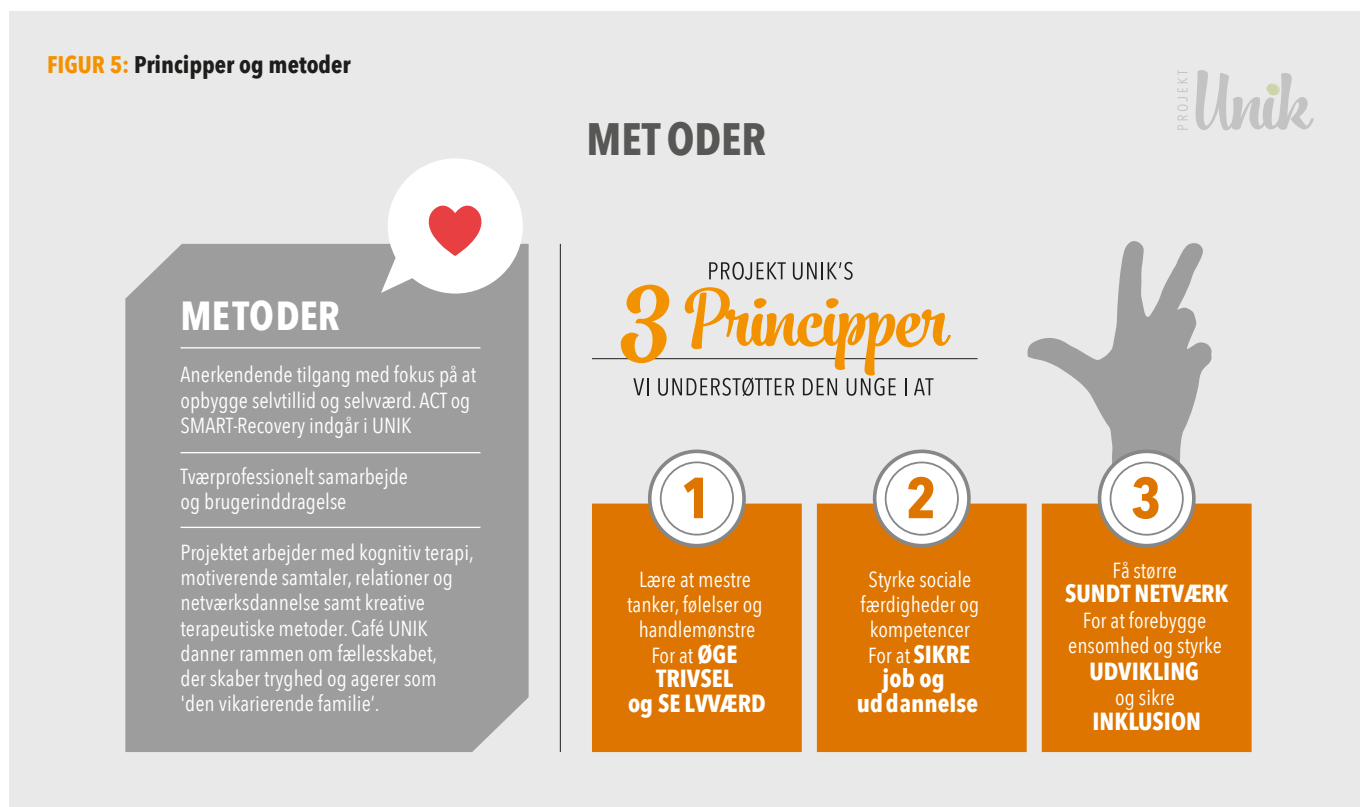 FIGUR 5: Principper og metoder
PROJEKT Unik
MET ODER
METODER
Anerkendende tilgang med fokus på at
opbygge selvtillid og selvværd. ACT og
SMART-Recovery indgår i UNIK
Tværprofessionelt samarbejde
og brugerinddragelse
Projektet arbejder med kognitiv terapi,
motiverende samtaler, relationer og
netværksdannelse samt kreative
terapeutiske metoder. Café UNIK
danner rammen om fællesskabet,
der skaber tryghed og agerer som
'den vikarierende familie'.
PROJEKT UNIK'S
3 Principper
VI UNDERSTØTTER DEN UNGE I AT
1
Lære at mestre
tanker, følelser og
handlemønstre
For at ØGE
TRIVSEL
og SE LVVÆRD
2
Styrke sociale
færdigheder og
kompetencer
For at SIKRE
job og
ud dannelse
3
Få større
SUNDT NETVÆRK
For at forebygge
ensomhed og styrke
UDVIKLING
og sikre
INKLUSION